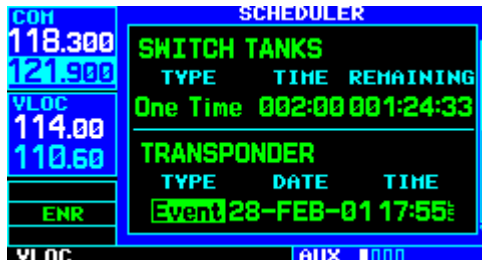 COM
118.300
121.900
VLOC
114.00
110.60
ENR
SCHEDULER
SWITCH TANKS
TYPE TIME REMAINING
One Time 002:00 001:24:33
TRANSPONDER
TYPE DATE TIME
Event 28-FEB-01 17:55
VLOC AUX